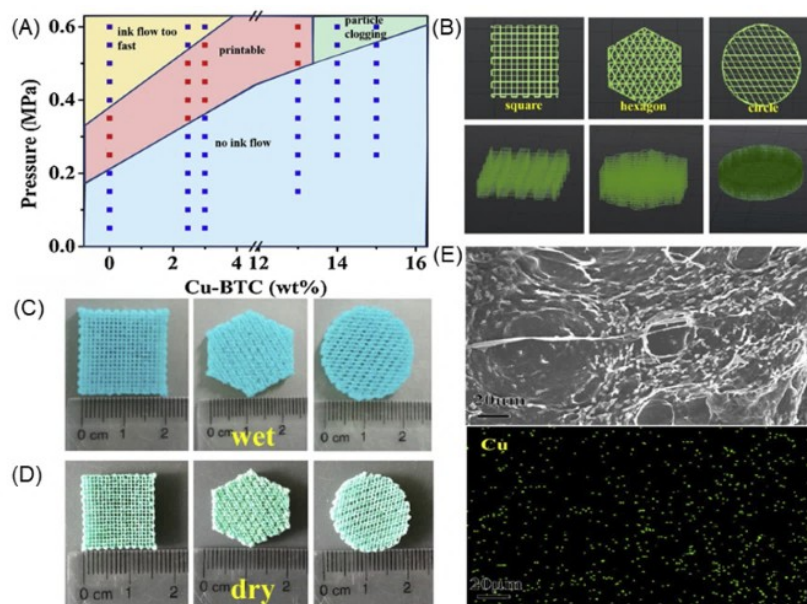 (A)
ink flow too
fast
printable
particle
clogging
no ink flow
Pressure (MPa)
0.6
0.4
0.2
0.0
0 2 4 12 14 16
Cu-BTC (wt%)
(B)
square
hexagon
circle
(C)
0 cm 1 2
0 cm 1 2
0 cm 1 2
wet
(D)
0 cm 1 2
0 cm 1 2
0 cm 1 2
dry
(E)
20μm
Cu
20μm